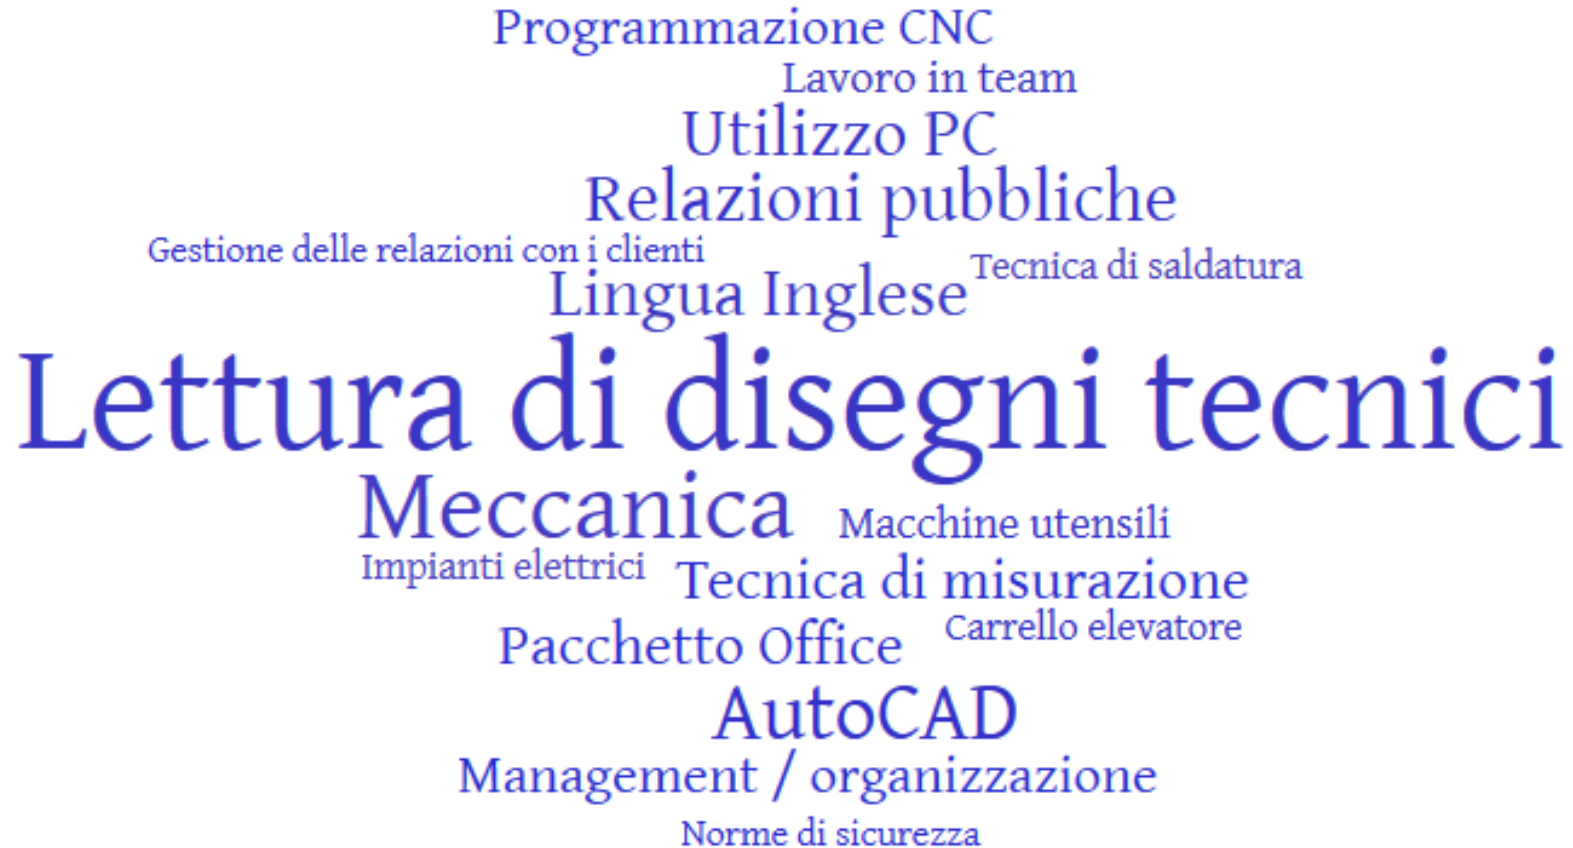 Programmazione CNC
Lavoro in team
Utilizzo PC
Relazioni pubbliche
Gestione delle relazioni con i clienti
Tecnica di saldatura
Lingua Inglese
Lettura di disegni tecnici
Meccanica
Macchine utensili
Impianti elettrici
Tecnica di misurazione
Carrello elevatore
Pacchetto Office
AutoCAD
Management / organizzazione
Norme di sicurezza